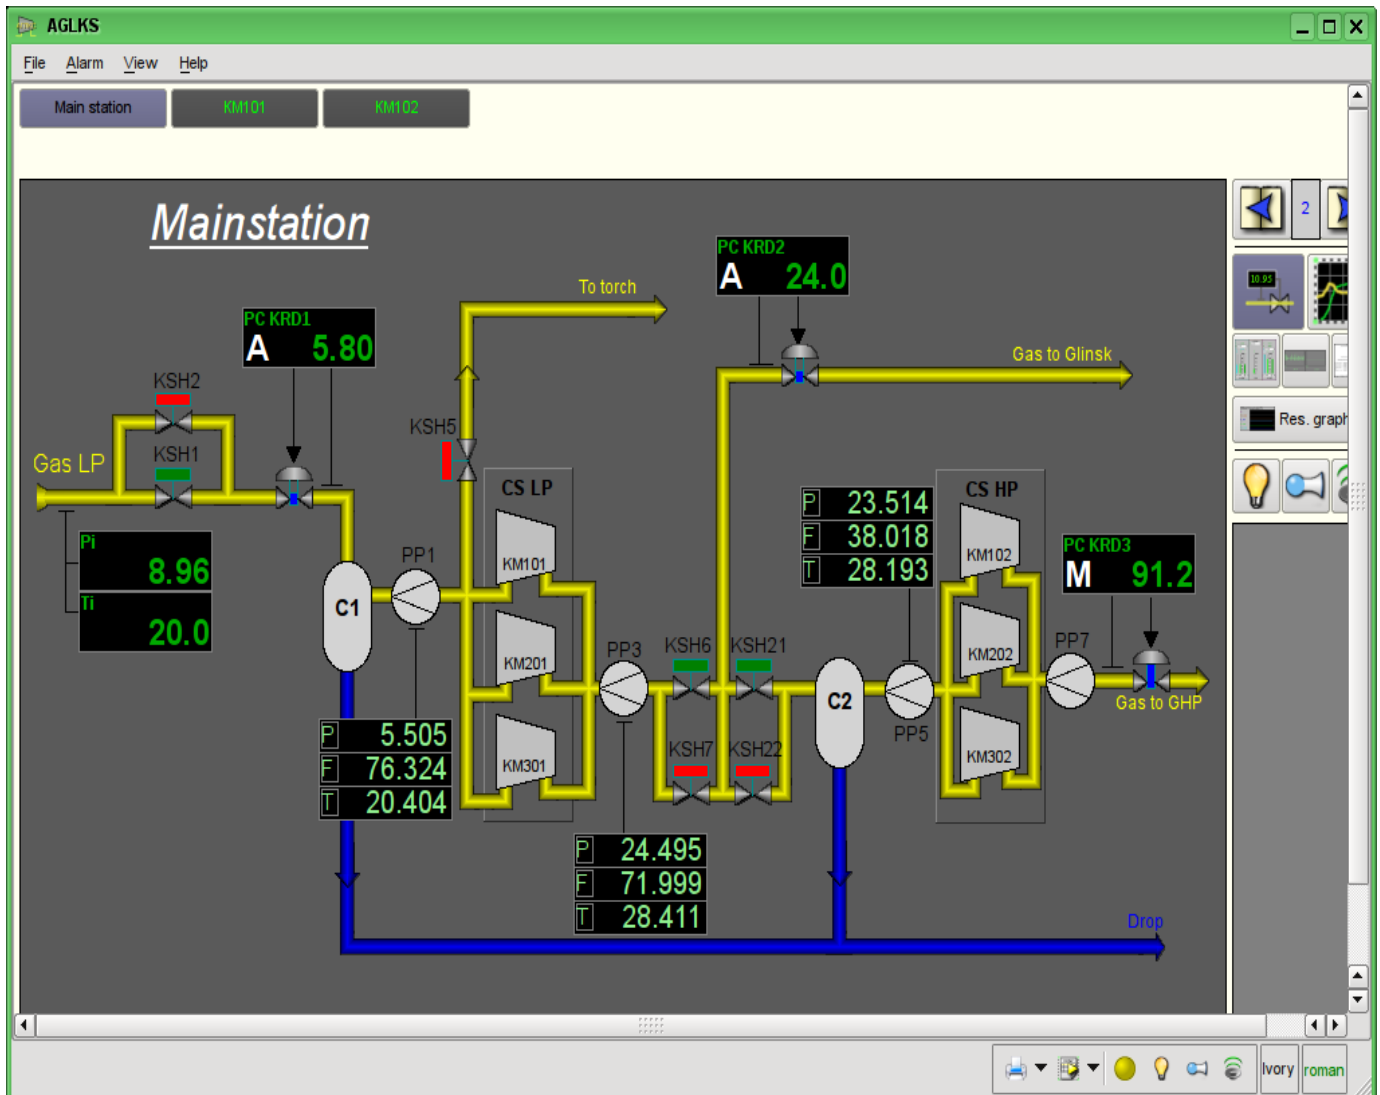 AGLKS
File Alarm View Help
Main station KM101 KM102
Mainstation
2
10.95
PC KRD2
A 24.0
To torch
PC KRD1
A 5.80
Gas to Glinsk
KSH2
KSH5
Res. graph
KSH1
Gas LP
CS LP
CS HP
P 23.514
F 38.018
T 28.193
KM101
KM102
PC KRD3
M 91.2
Pi
8.96
Ti
20.0
PP1
C1
KM201
KM202
PP3
KSH6 KSH21
PP7
C2
Gas to GHP
PP5
P 5.505
F 76.324
T 20.404
KM301
KSH7 KSH22
KM302
P 24.495
F 71.999
T 28.411
Drop
Ivory roman